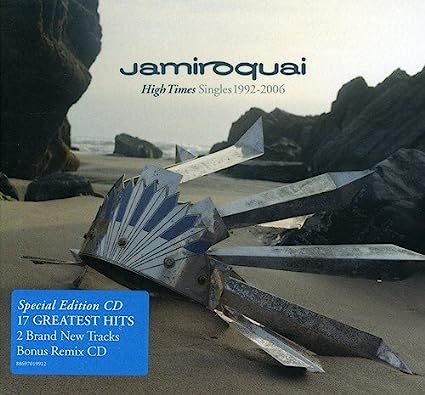 Jamiroquai
High Times Singles 1992-2006
Special Edition CD
17 GREATEST HITS
2 Brand New Tracks
Bonus Remix CD
88697019912